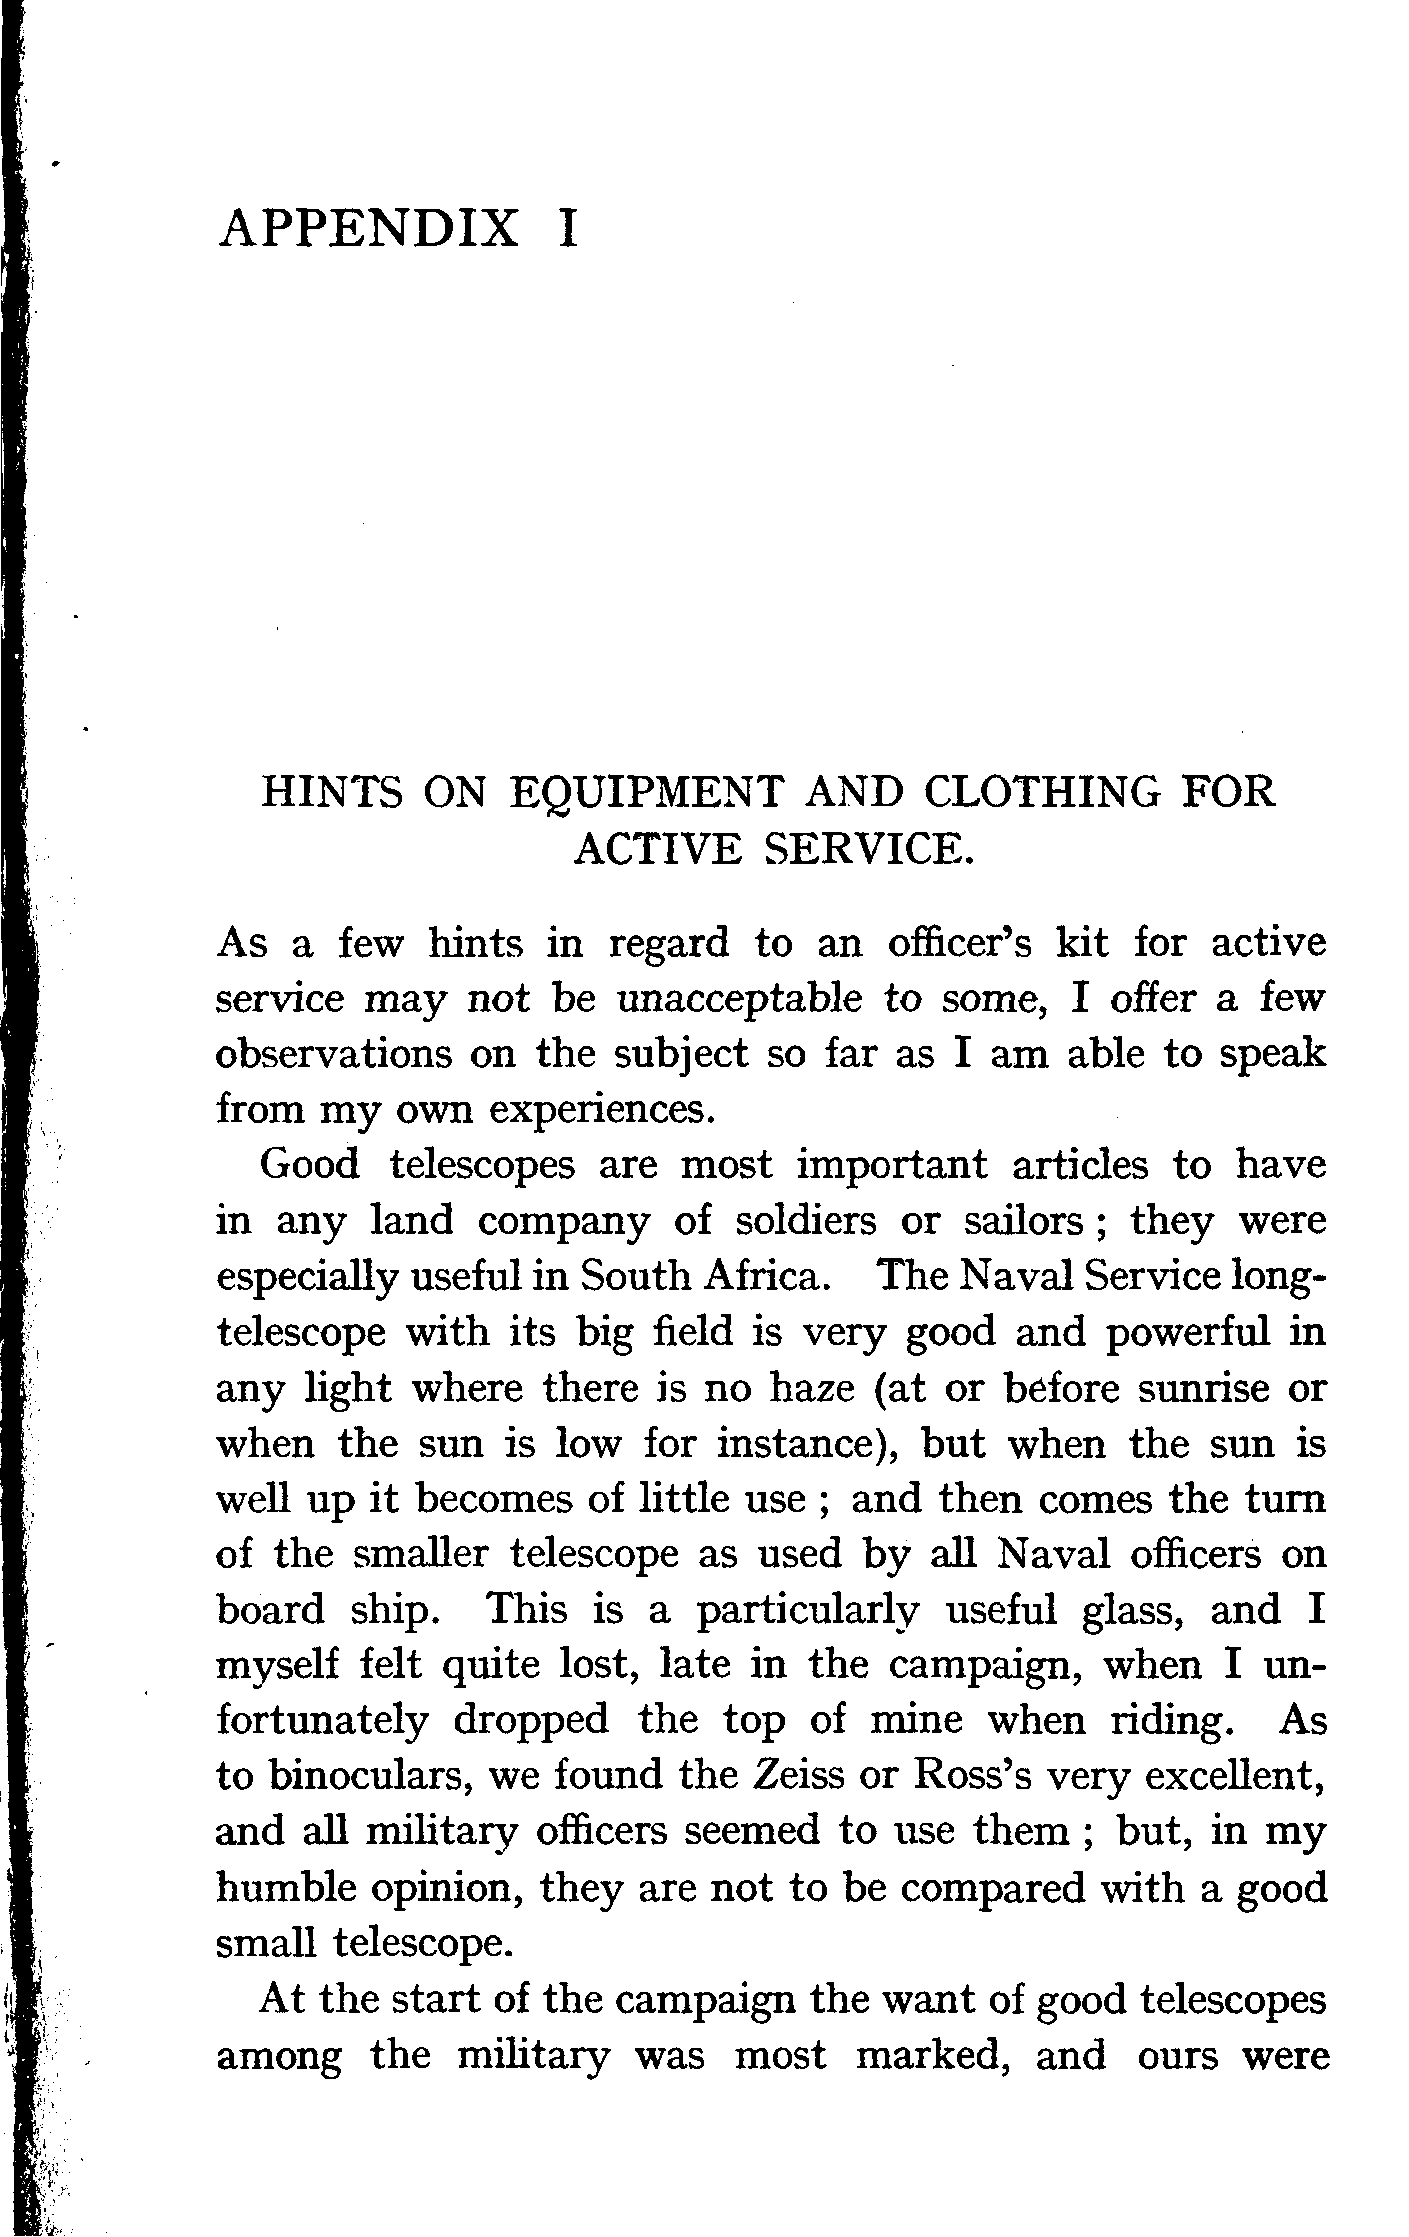 APPENDIX I
HINTS ON EQUIPMENT AND CLOTHING FOR
ACTIVE SERVICE.
As a few hints in regard to an officer's kit for active
service may not be unacceptable to some, I offer a few
observations on the subject so far as I am able to speak
from my own experiences.
Good telescopes are most important articles to have
in any land company of soldiers or sailors ; they were
especially useful in South Africa. The Naval Service long-
telescope with its big field is very good and powerful in
any light where there is no haze (at or before sunrise or
when the sun is low for instance), but when the sun is
well up it becomes of little use ; and then comes the turn
of the smaller telescope as used by all Naval officers on
board ship. This is a particularly useful glass, and I
myself felt quite lost, late in the campaign, when I un-
fortunately dropped the top of mine when riding. As
to binoculars, we found the Zeiss or Ross's very excellent,
and all military officers seemed to use them ; but, in my
humble opinion, they are not to be compared with a good
small telescope.
At the start of the campaign the want of good telescopes
among the military was most marked, and ours were